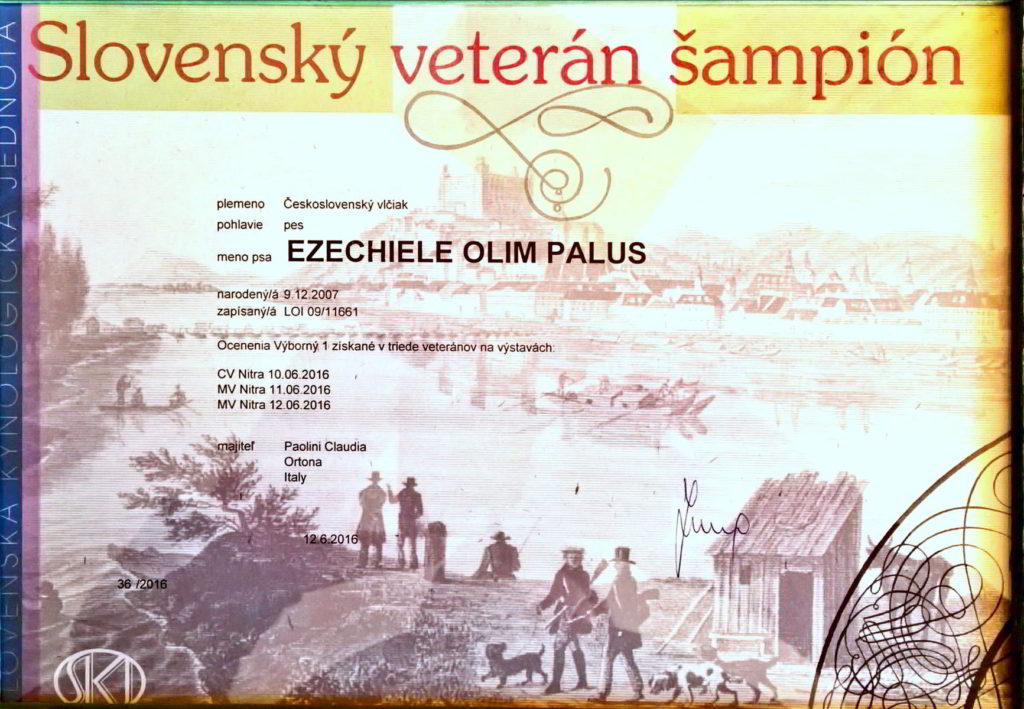 Slovenský veterán šampión
SLOVENSKÁ KYNOLOGICKÁ JEDNOTA
plemeno Československý vlčiak
pohlavie pes
meno psa EZECHIELE OLIM PALUS
narodený/á 9.12.2007
zapísaný/á LOI 09/11661
Ocenenia Výborný 1 získané v triede veteránov na výstavách:
CV Nitra 10.06.2016
MV Nitra 11.06.2016
MV Nitra 12.06.2016
majiteľ Paolini Claudia
Ortona
Italy
12.6.2016
36 /2016
SKJ